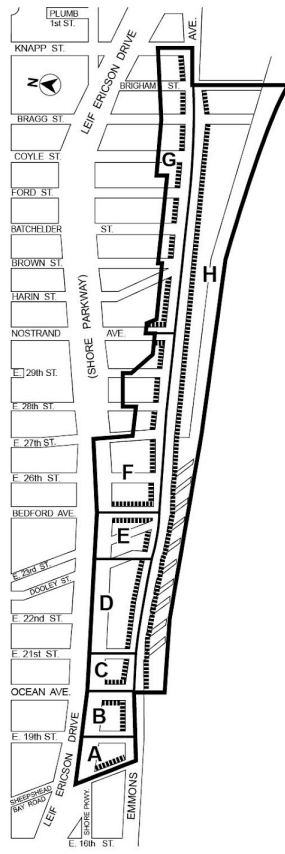 PLUMB
1st ST.
KNAPP ST.
AVE.
N
LEIF ERICSON DRIVE
BRIGHAM ST.
BRAGG ST.
COYLE ST.
G
FORD ST.
BATCHELDER ST.
BROWN ST.
H
HARIN ST.
(SHORE PARKWAY)
NOSTRAND AVE.
E. 29th ST.
E. 28th ST.
E. 27th ST.
F
E. 26th ST.
BEDFORD AVE.
E
E. 23rd ST.
DOOLEY ST.
D
E. 22nd ST.
E. 21st ST.
C
OCEAN AVE.
B
E. 19th ST.
A
SHEEPSHEAD
BAY ROAD
LEIF ERICSON DRIVE
SHORE PKWY.
EMMONS
E. 16th ST.